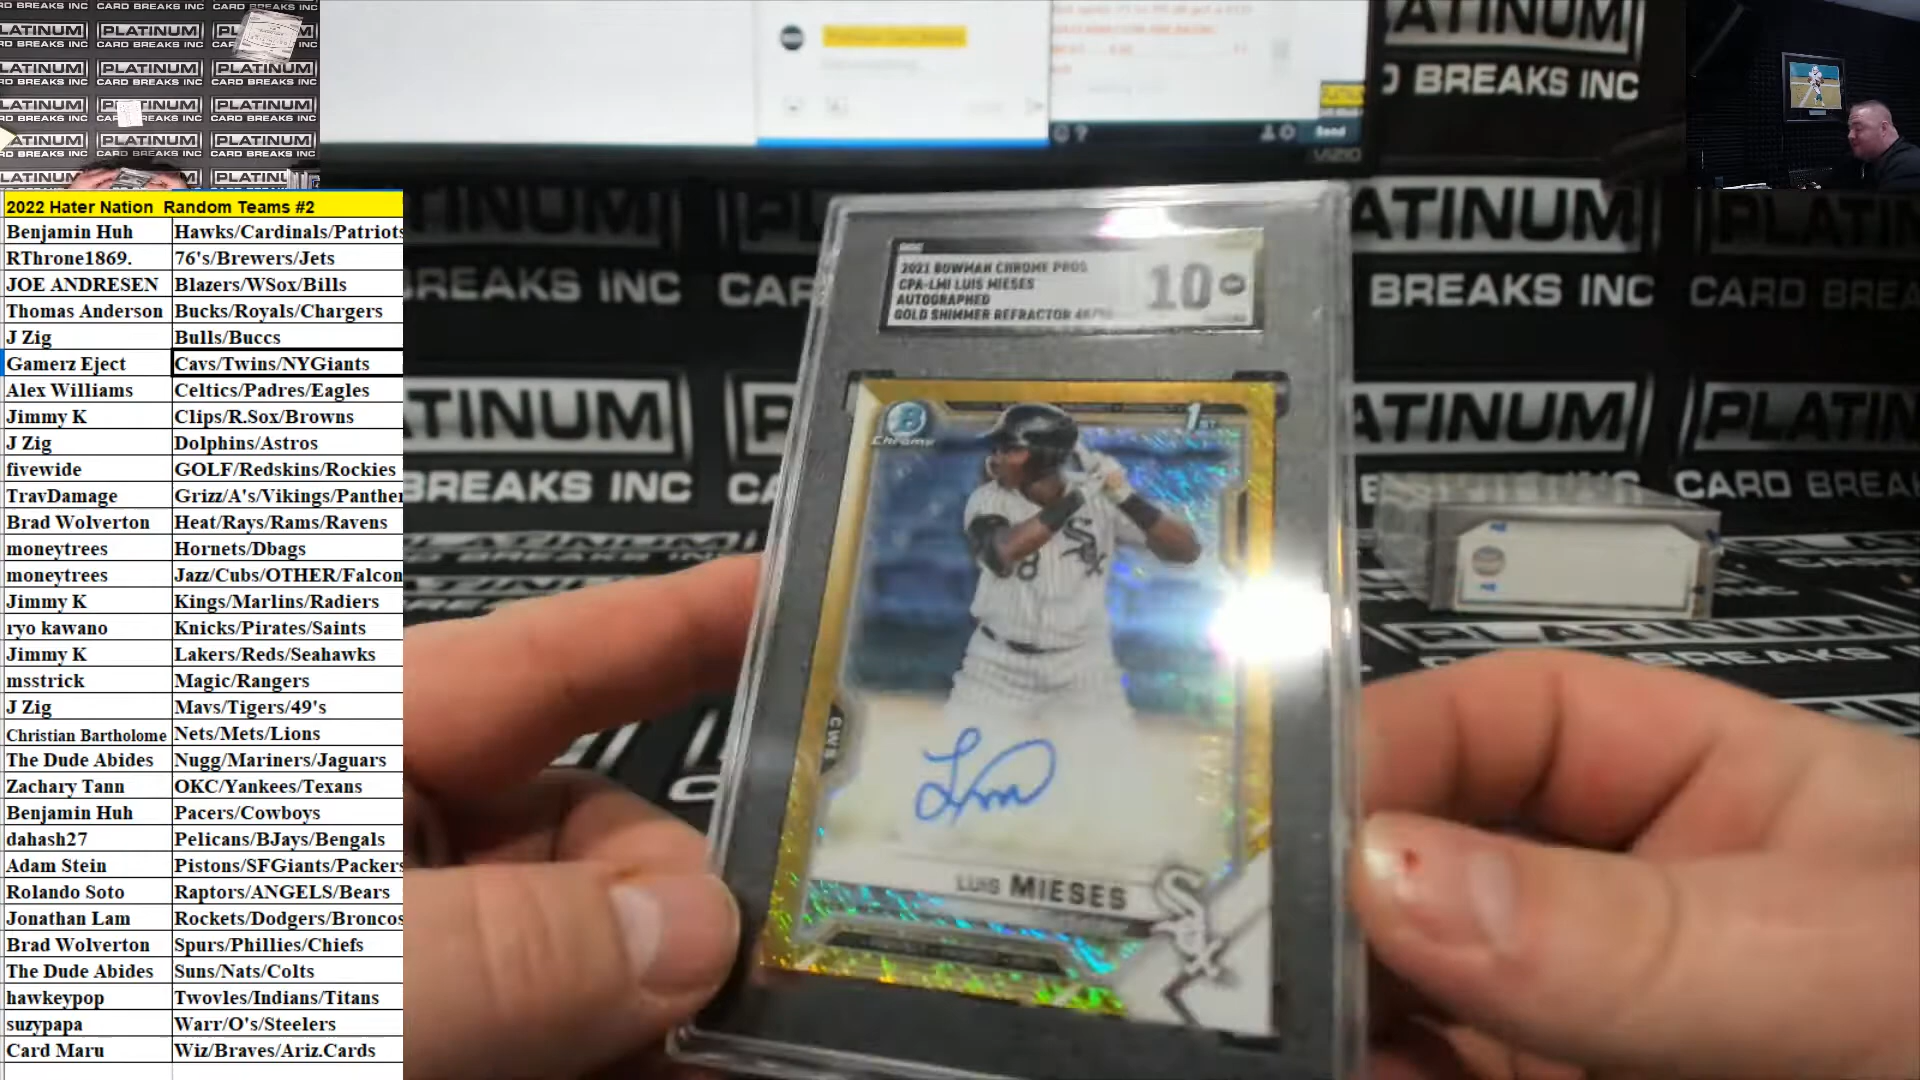 2022 Hater Nation Random Teams #2
Benjamin Huh Hawks/Cardinals/Patriots
RThrone1869. 76's/Brewers/Jets
JOE ANDRESEN Blazers/WSox/Bills
Thomas Anderson Bucks/Royals/Chargers
J Zig Bulls/Buccs
Gamerz Eject Cavs/Twins/NYGiants
Alex Williams Celtics/Padres/Eagles
Jimmy K Clips/R.Sox/Browns
J Zig Dolphins/Astros
fivewide GOLF/Redskins/Rockies
TravDamage Grizz/A's/Vikings/Panther
Brad Wolverton Heat/Rays/Rams/Ravens
moneytrees Hornets/Dbags
moneytrees Jazz/Cubs/OTHER/Falcon
Jimmy K Kings/Marlins/Radiers
ryo kawano Knicks/Pirates/Saints
Jimmy K Lakers/Reds/Seahawks
msstrick Magic/Rangers
J Zig Mavs/Tigers/49's
Christian Bartholome Nets/Mets/Lions
The Dude Abides Nugg/Mariners/Jaguars
Zachary Tann OKC/Yankees/Texans
Benjamin Huh Pacers/Cowboys
dahash27 Pelicans/BJays/Bengals
Adam Stein Pistons/SFGiants/Packers
Rolando Soto Raptors/ANGELS/Bears
Jonathan Lam Rockets/Dodgers/Broncos
Brad Wolverton Spurs/Phillies/Chiefs
The Dude Abides Suns/Nats/Colts
hawkeypop Twovles/Indians/Titans
suzypapa Warr/O's/Steelers
Card Maru Wiz/Braves/Ariz.Cards
2021 BOWMAN CHROME PROS
CPA-LMI LUIS MIESES
AUTOGRAPHED
GOLD SHIMMER REFRACTOR
10
B
Chrome
1ST
Sox
CWS
LUIS MIESES
Sox
Send
VIZIO
PLATINUM
CARD BREAKS INC